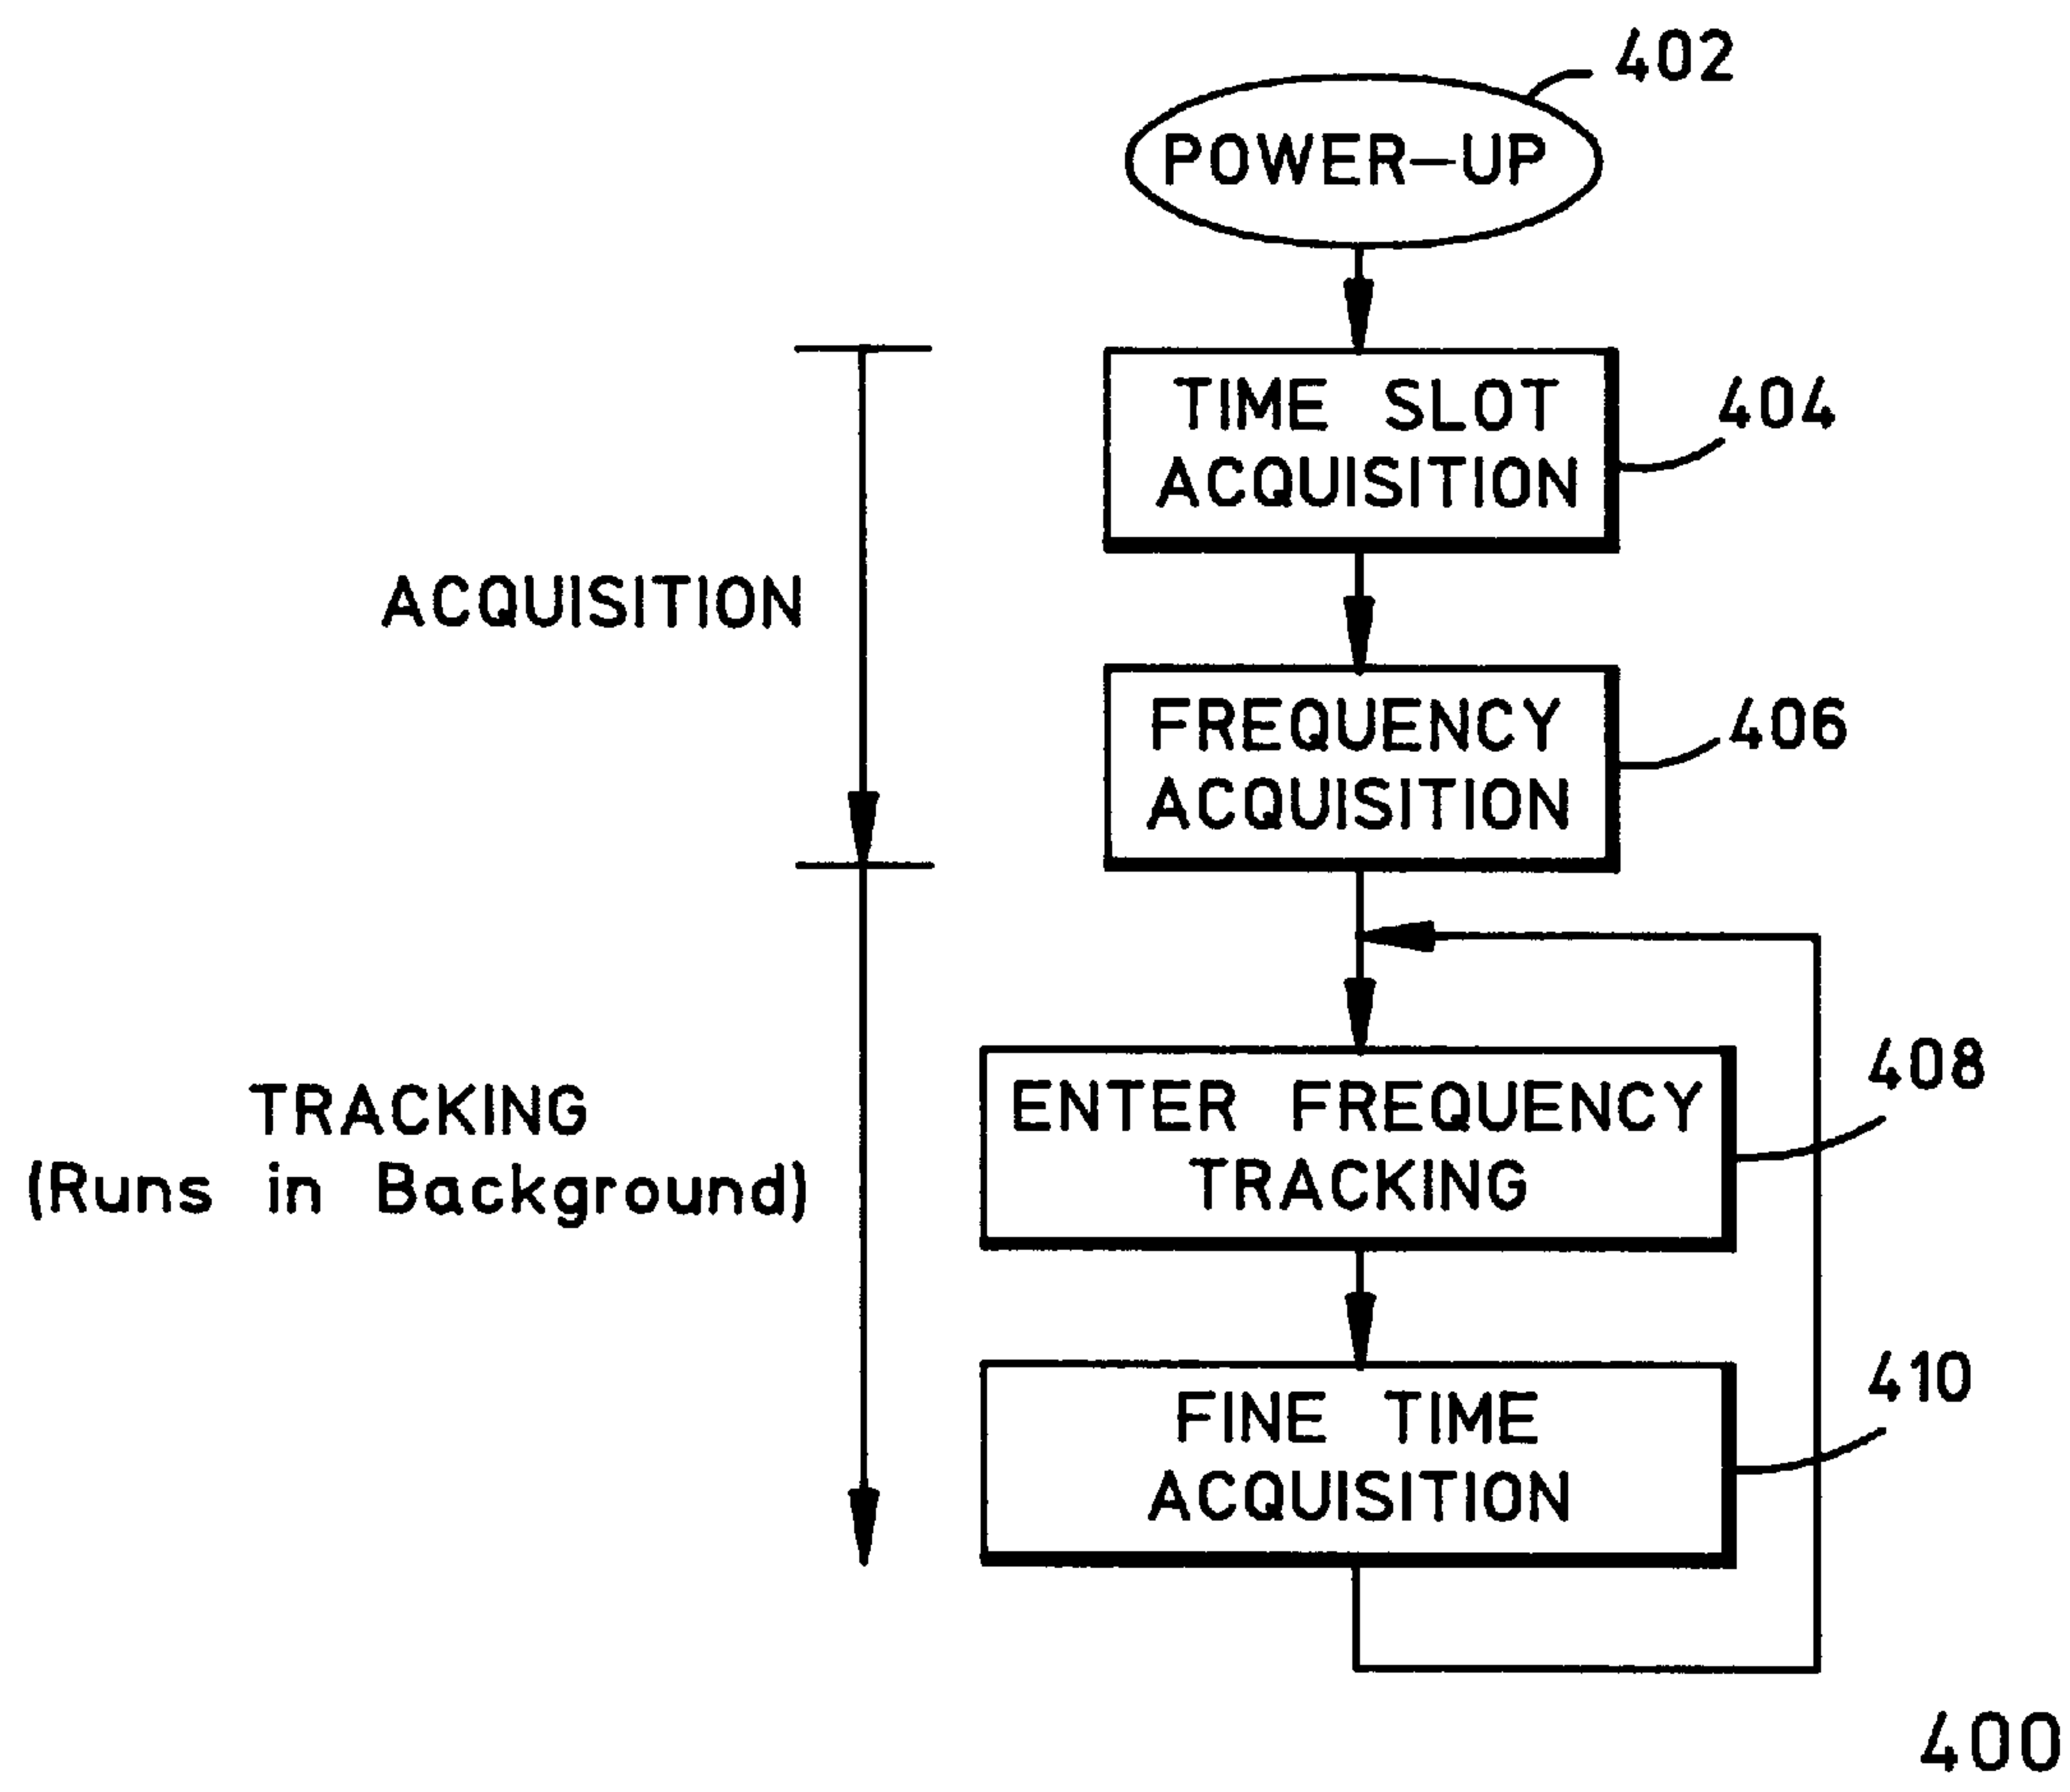 402
POWER-UP
TIME SLOT
ACQUISITION
404
ACQUISITION
FREQUENCY
ACQUISITION
406
TRACKING
(Runs in Background)
ENTER FREQUENCY
TRACKING
408
FINE TIME
ACQUISITION
410
400